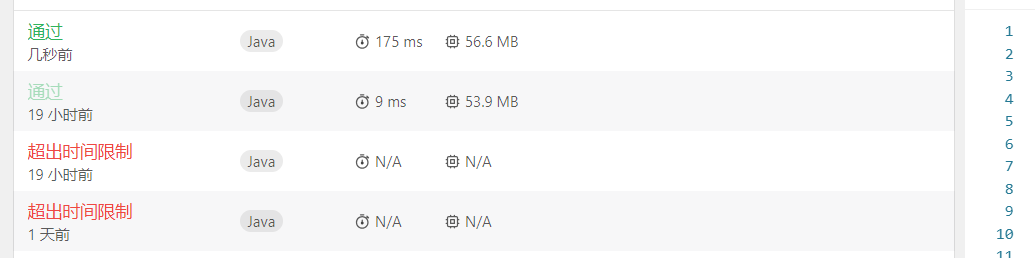 通过
几秒前
Java
175 ms
56.6 MB
通过
19 小时前
Java
9 ms
53.9 MB
超出时间限制
19 小时前
Java
N/A
N/A
超出时间限制
1 天前
Java
N/A
N/A
1
2
3
4
5
6
7
8
9
10
11